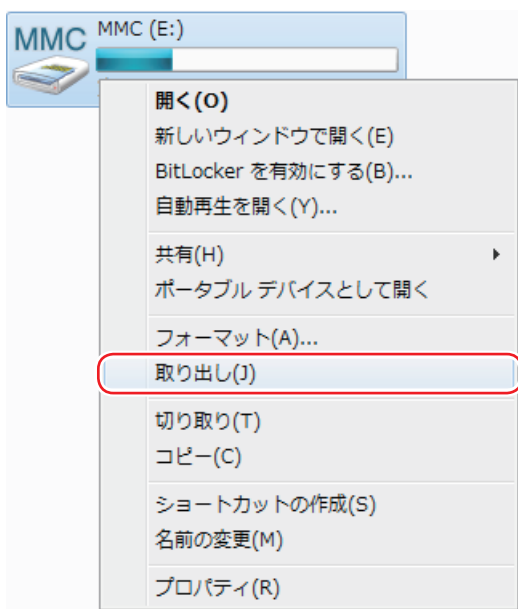 MMC
MMC (E:)
開く(O)
新しいウィンドウで開く(E)
BitLocker を有効にする(B)...
自動再生を開く(Y)...
共有(H)
ポータブル デバイスとして開く
フォーマット(A)...
取り出し(J)
切り取り(T)
コピー(C)
ショートカットの作成(S)
名前の変更(M)
プロパティ(R)